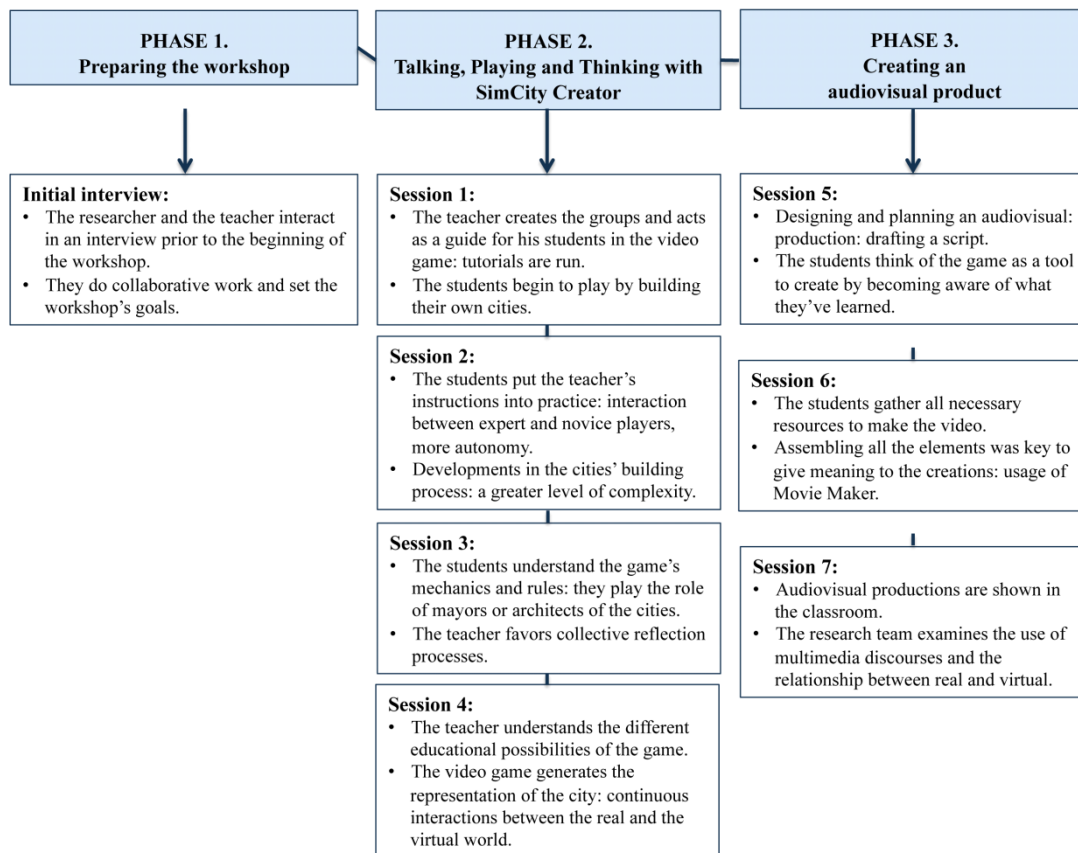 PHASE 1.
Preparing the workshop
Initial interview:
• The researcher and the teacher interact
in an interview prior to the beginning of
the workshop.
• They do collaborative work and set the
workshop’s goals.
PHASE 2.
Talking, Playing and Thinking with
SimCity Creator
Session 1:
• The teacher creates the groups and acts
as a guide for his students in the video
game: tutorials are run.
• The students begin to play by building
their own cities.
Session 2:
• The students put the teacher’s
instructions into practice: interaction
between expert and novice players,
more autonomy.
• Developments in the cities’ building
process: a greater level of complexity.
Session 3:
• The students understand the game’s
mechanics and rules: they play the role
of mayors or architects of the cities.
• The teacher favors collective reflection
processes.
Session 4:
• The teacher understands the different
educational possibilities of the game.
• The video game generates the
representation of the city: continuous
interactions between the real and the
virtual world.
PHASE 3.
Creating an
audiovisual product
Session 5:
• Designing and planning an audiovisual:
production: drafting a script.
• The students think of the game as a tool
to create by becoming aware of what
they’ve learned.
Session 6:
• The students gather all necessary
resources to make the video.
• Assembling all the elements was key to
give meaning to the creations: usage of
Movie Maker.
Session 7:
• Audiovisual productions are shown in
the classroom.
• The research team examines the use of
multimedia discourses and the
relationship between real and virtual.